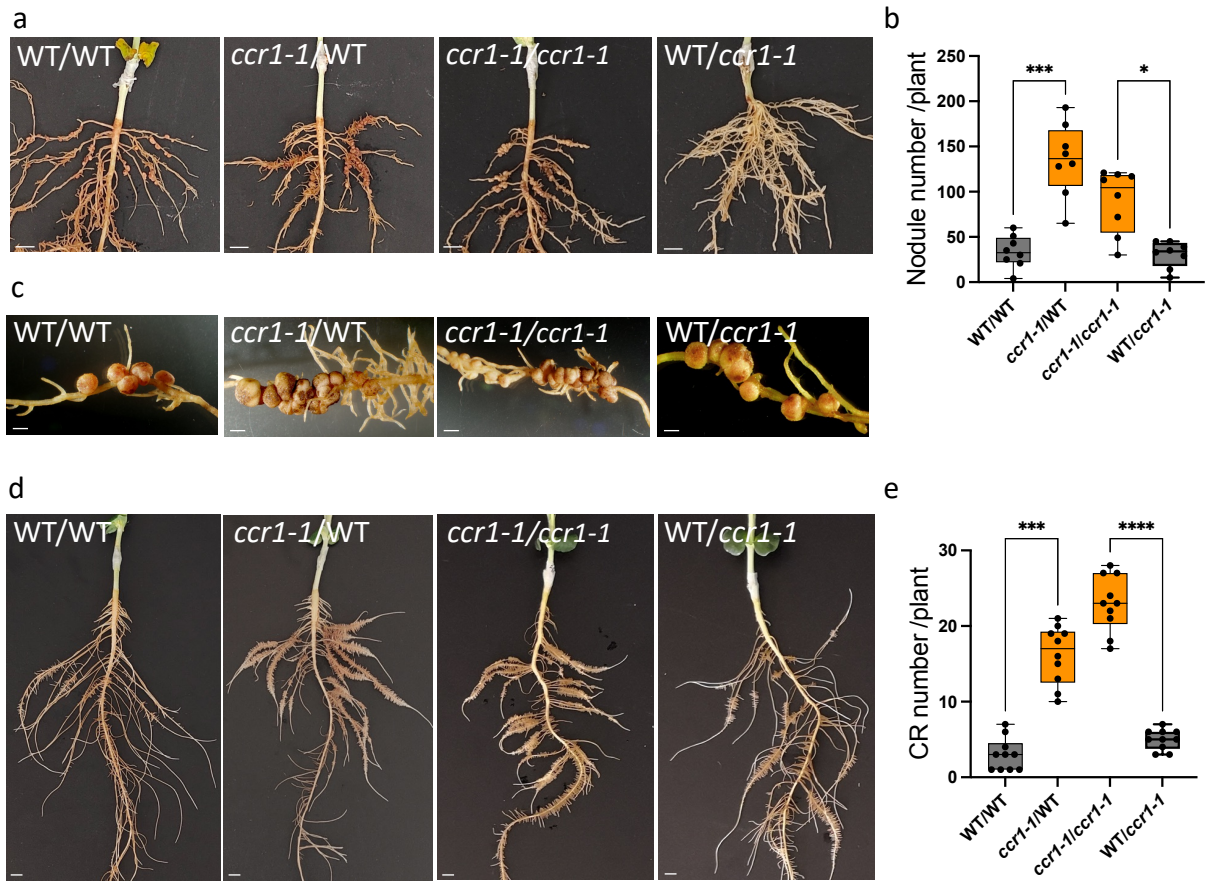 a
WT/WT
ccr1-1/WT
ccr1-1/ccr1-1
WT/ccr1-1
b
Nodule number /plant
250
200
150
100
50
0
***
*
WT/WT
ccr1-1/WT
ccr1-1/ccr1-1
WT/ccr1-1
c
WT/WT
ccr1-1/WT
ccr1-1/ccr1-1
WT/ccr1-1
d
WT/WT
ccr1-1/WT
ccr1-1/ccr1-1
WT/ccr1-1
e
CR number /plant
30
20
10
0
***
****
WT/WT
ccr1-1/WT
ccr1-1/ccr1-1
WT/ccr1-1